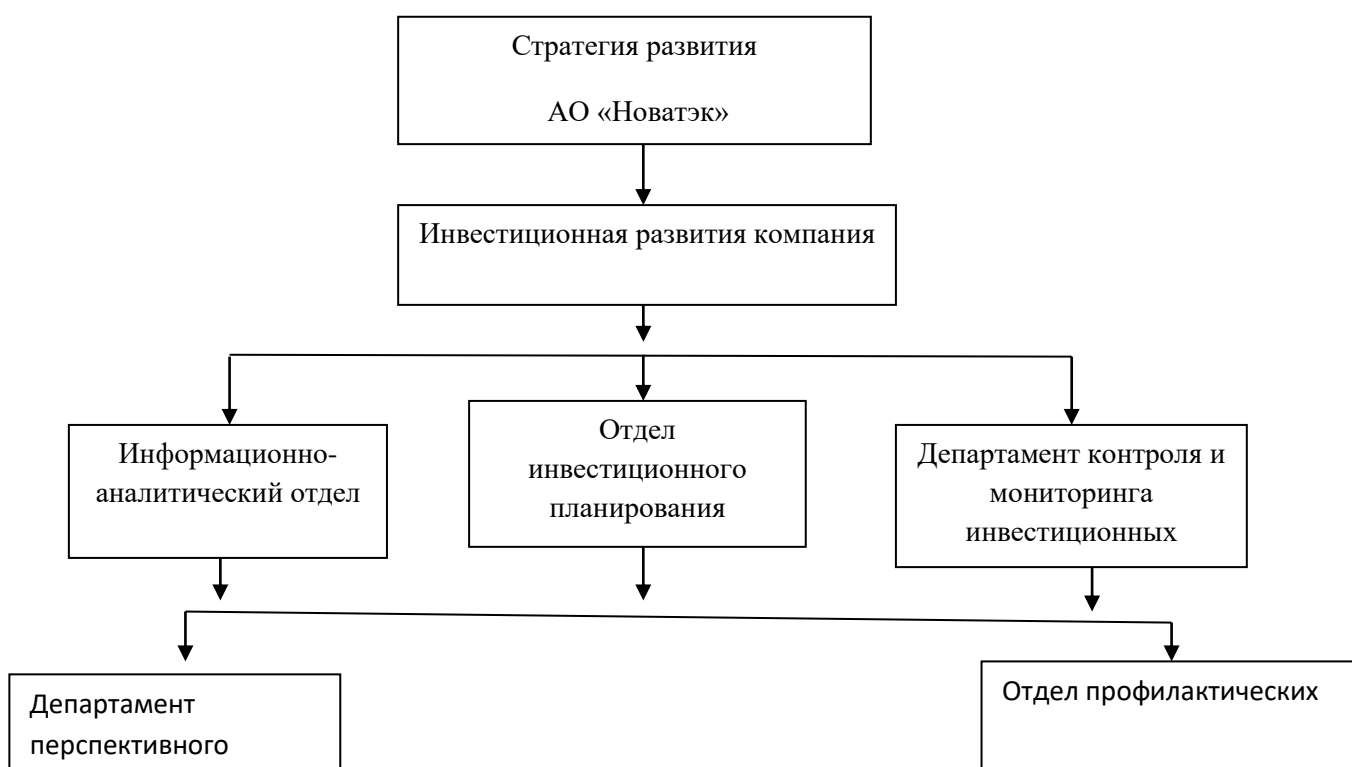 Стратегия развития
АО «Новатэк»
Инвестиционная развития компания
Информационно-
аналитический отдел
Отдел
инвестиционного
планирования
Департамент контроля и
мониторинга
инвестиционных
Департамент
перспективного
Отдел профилактических